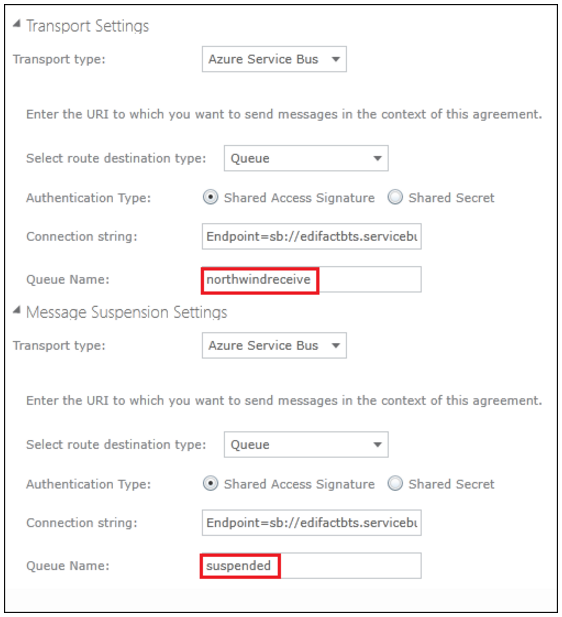 Transport Settings
Transport type: Azure Service Bus
Enter the URI to which you want to send messages in the context of this agreement.
Select route destination type: Queue
Authentication Type: Shared Access Signature Shared Secret
Connection string: Endpoint=sb://edifactbts.servicebu
Queue Name: northwindreceive
Message Suspension Settings
Transport type: Azure Service Bus
Enter the URI to which you want to send messages in the context of this agreement.
Select route destination type: Queue
Authentication Type: Shared Access Signature Shared Secret
Connection string: Endpoint=sb://edifactbts.servicebu
Queue Name: suspended